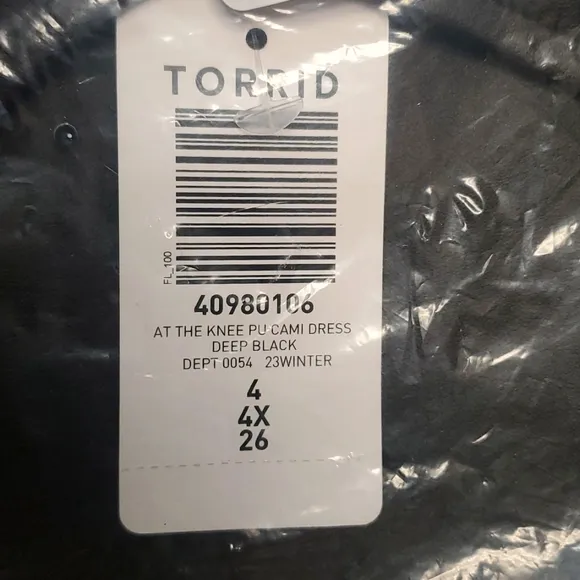 TORRID
FL_100
40980106
AT THE KNEE PU CAMI DRESS
DEEP BLACK
DEPT 0054 23WINTER
4
4X
26